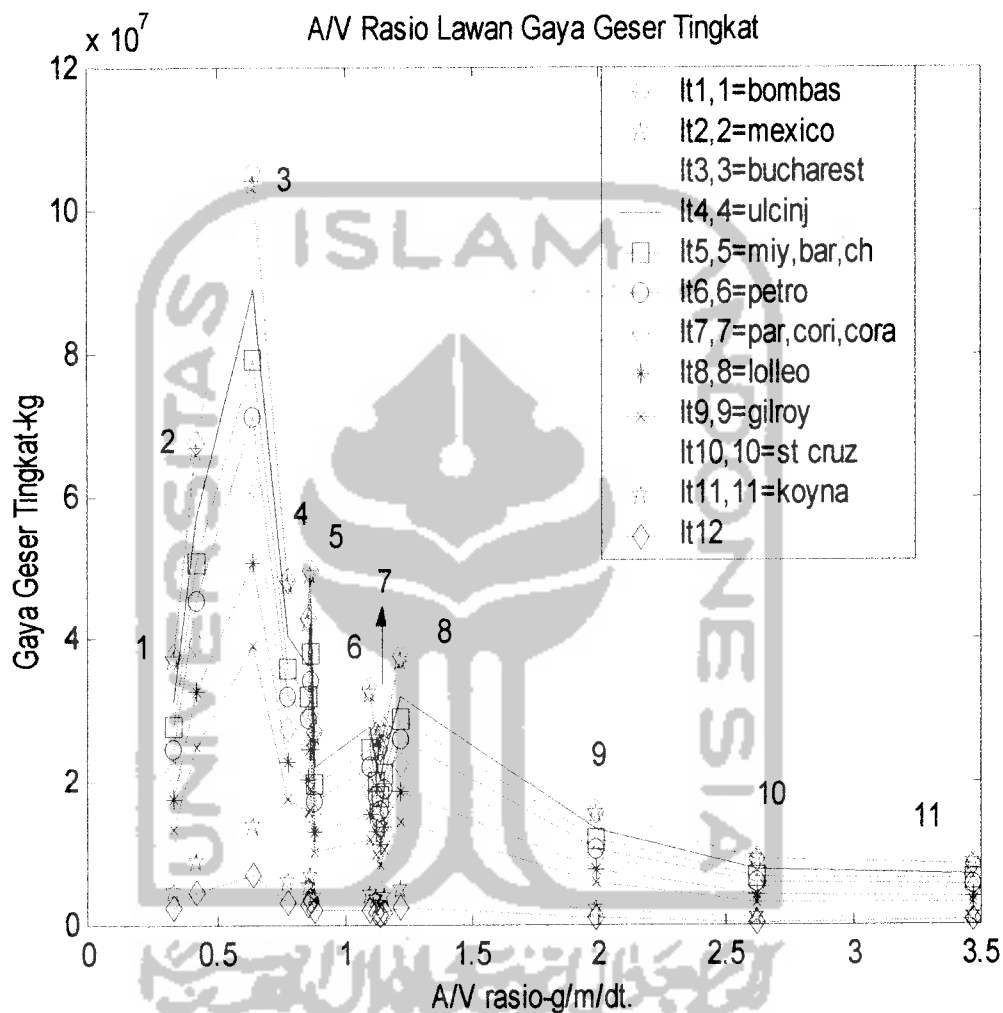 A/V Rasio Lawan Gaya Geser Tingkat
x 10^7
12
10
8
6
4
2
0
Gaya Geser Tingkat-kg
0 0.5 1 1.5 2 2.5 3 3.5
A/V rasio-g/m/dt.
1
2
3
4
5
6
7
8
9
10
11
lt1,1=bombas
lt2,2=mexico
lt3,3=bucharest
lt4,4=ulcinj
lt5,5=miy,bar,ch
lt6,6=petro
lt7,7=par,cori,cora
lt8,8=lolleo
lt9,9=gilroy
lt10,10=st cruz
lt11,11=koyna
lt12
UNIVERSITAS
ISLAM
INDONESIA